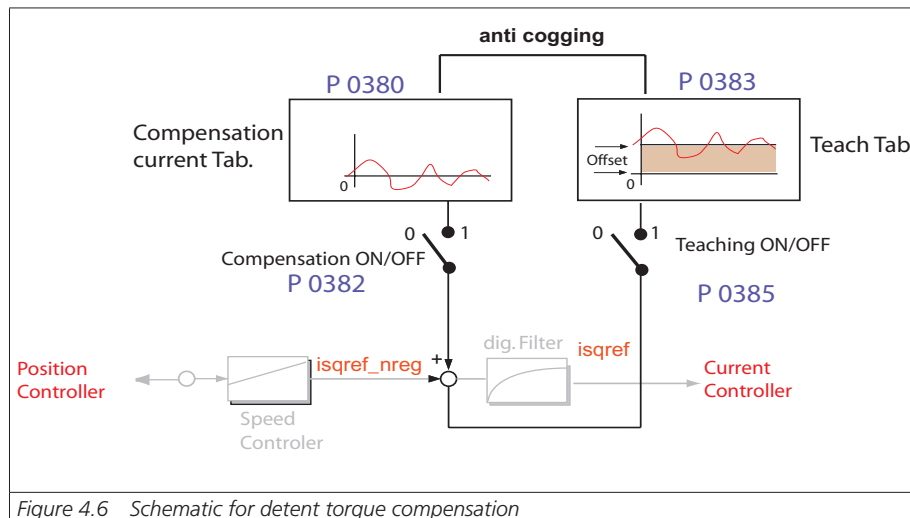 anti cogging
P 0380
P 0383
Compensation
current Tab.
0
Offset
0
Teach Tab
0 1
Compensation ON/OFF
P 0382
0 1
Teaching ON/OFF
P 0385
Position
Controller
Speed
Controler
isqref_nreg
+
dig. Filter
isqref
Current
Controller
Figure 4.6 Schematic for detent torque compensation